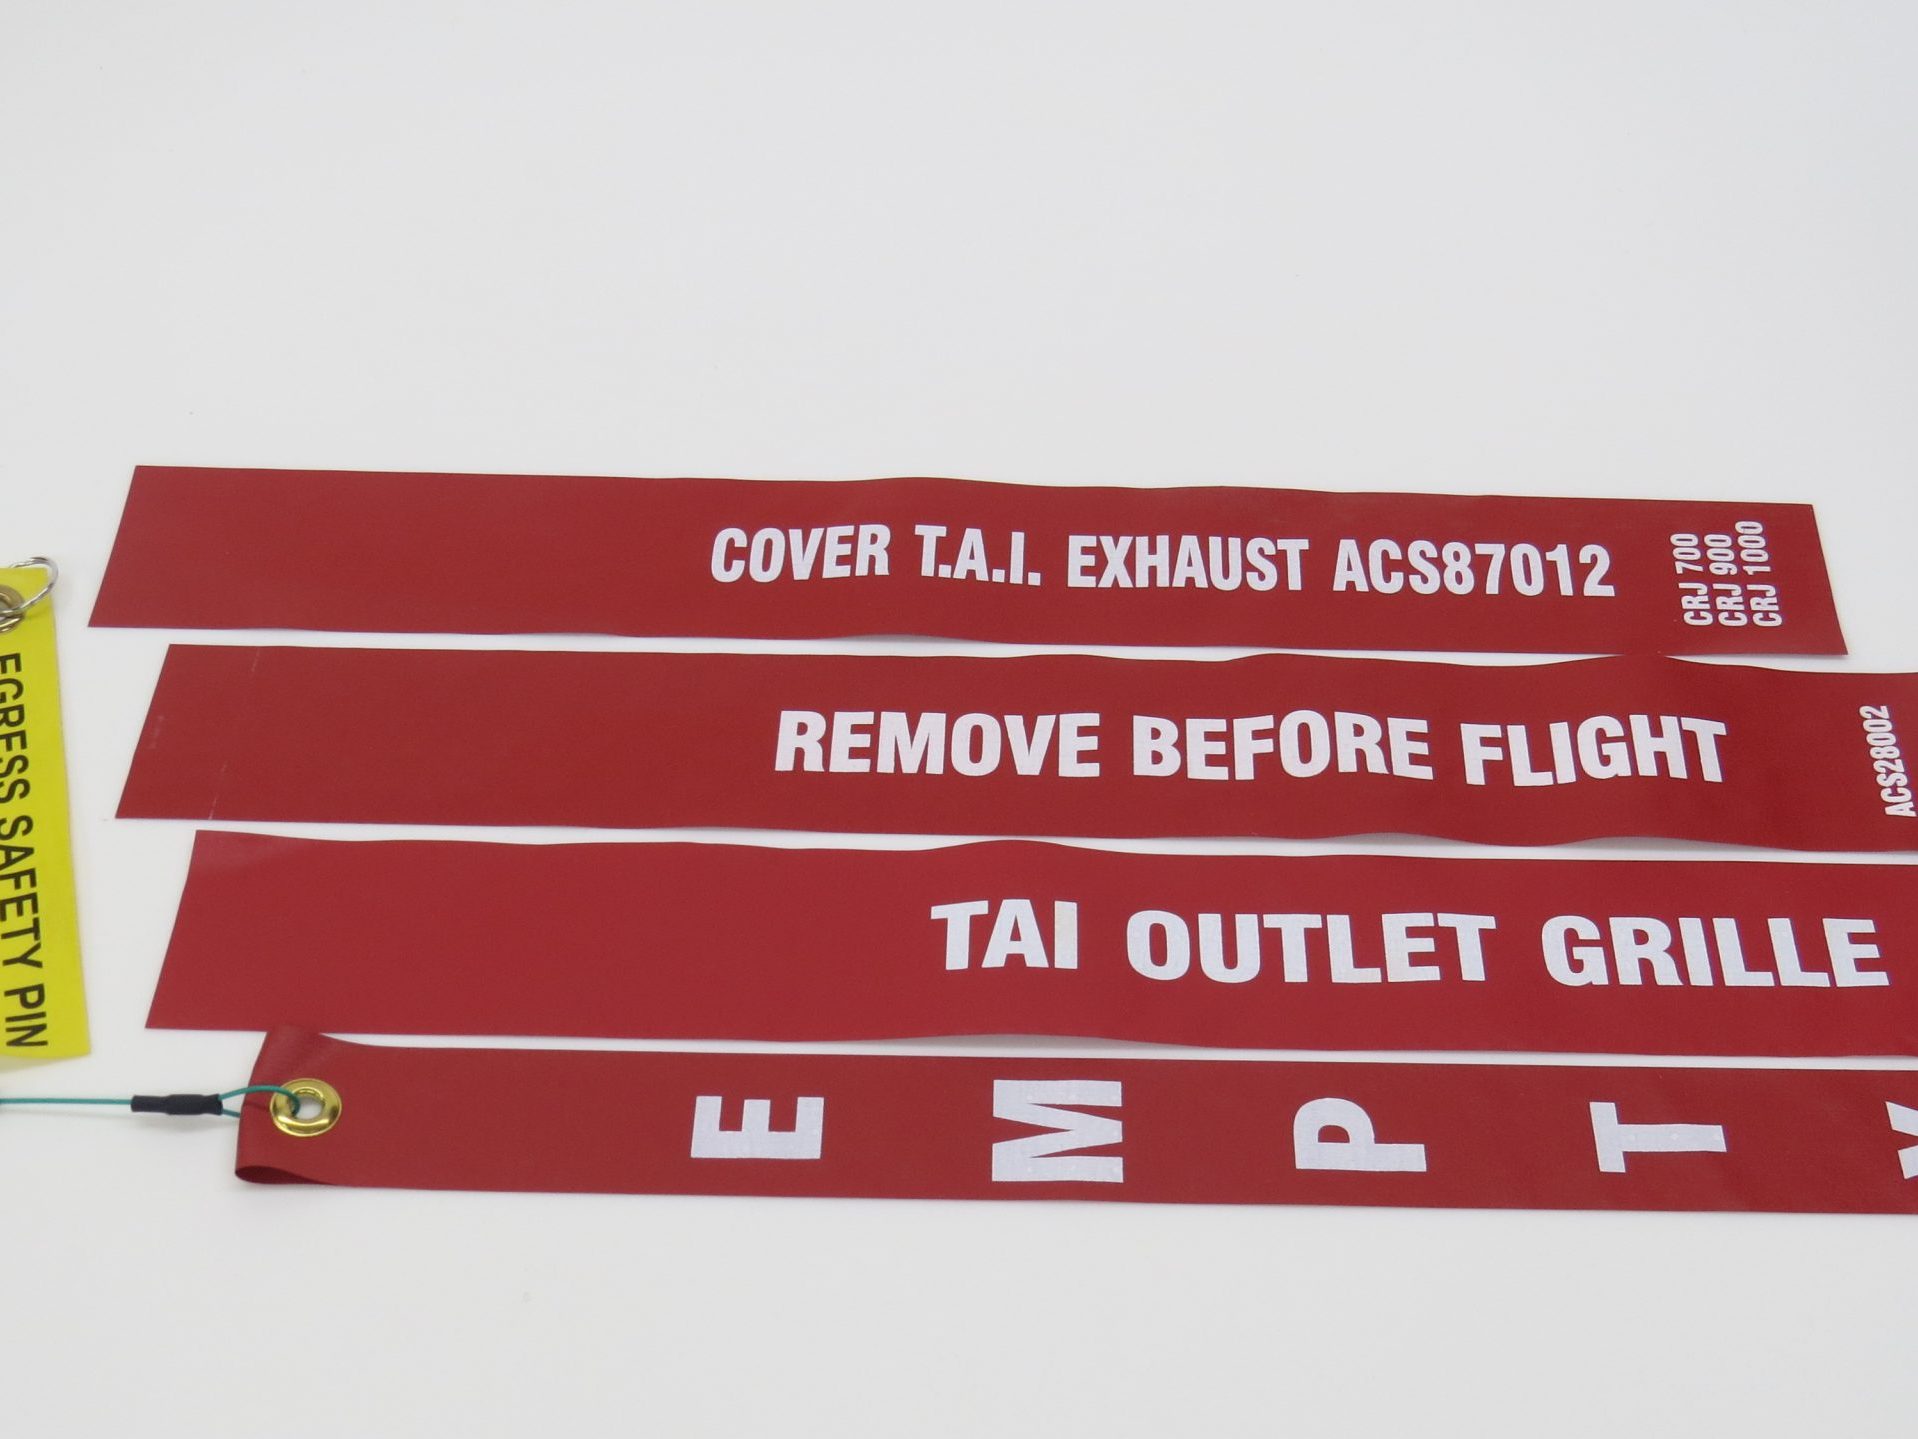 COVER T.A.I. EXHAUST ACS87012
CRJ 700
CRJ 900
CRJ 1000
REMOVE BEFORE FLIGHT
ACS28002
TAI OUTLET GRILLE
EMPTY
EGRESS SAFETY PIN